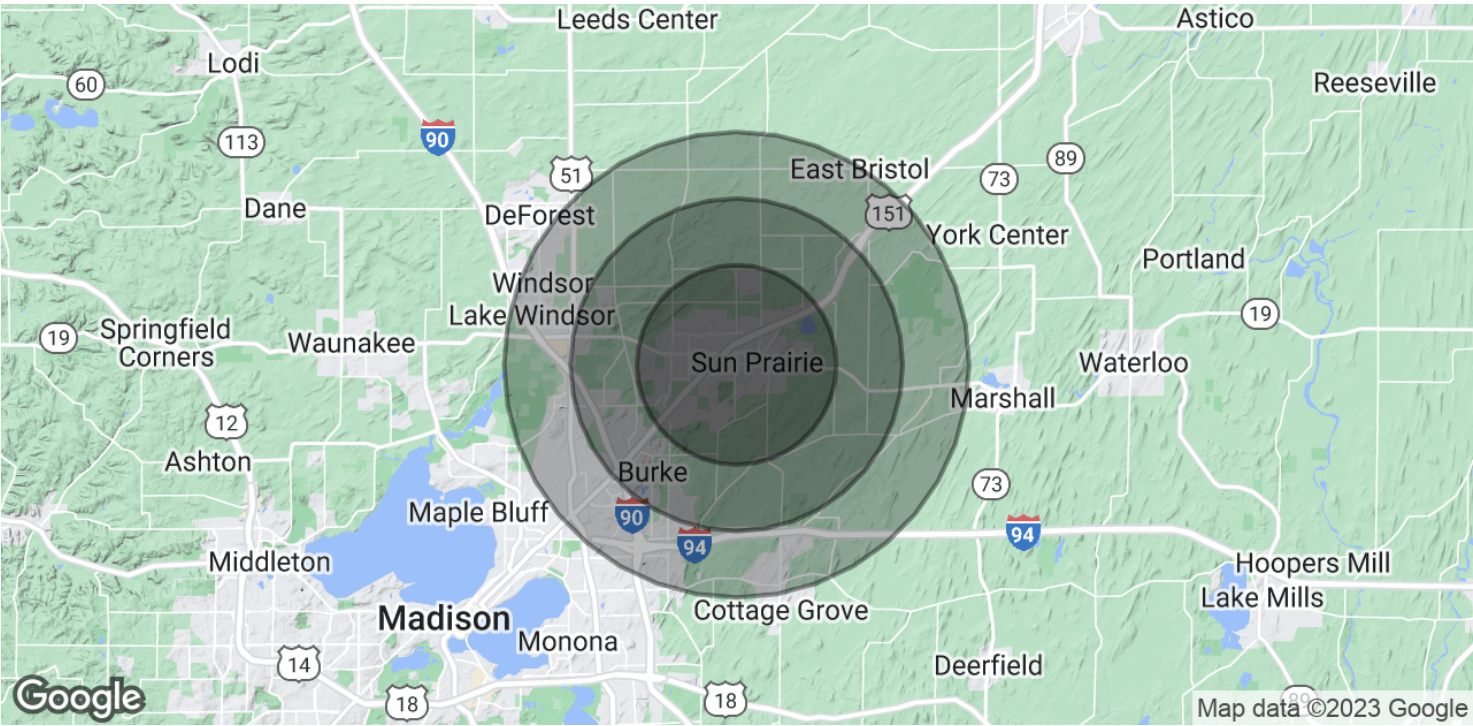 Leeds Center
Astico
Lodi
60
Reeseville
113
90
89
East Bristol
51
73
Dane
DeForest
151
York Center
Portland
Windsor
Lake Windsor
19
Springfield
Corners
19
Waunakee
Sun Prairie
Waterloo
Marshall
12
Ashton
Burke
73
Maple Bluff
90
94
94
Middleton
Hoopers Mill
Lake Mills
Madison
Cottage Grove
Monona
14
Deerfield
Google
18
18
89
Map data ©2023 Google